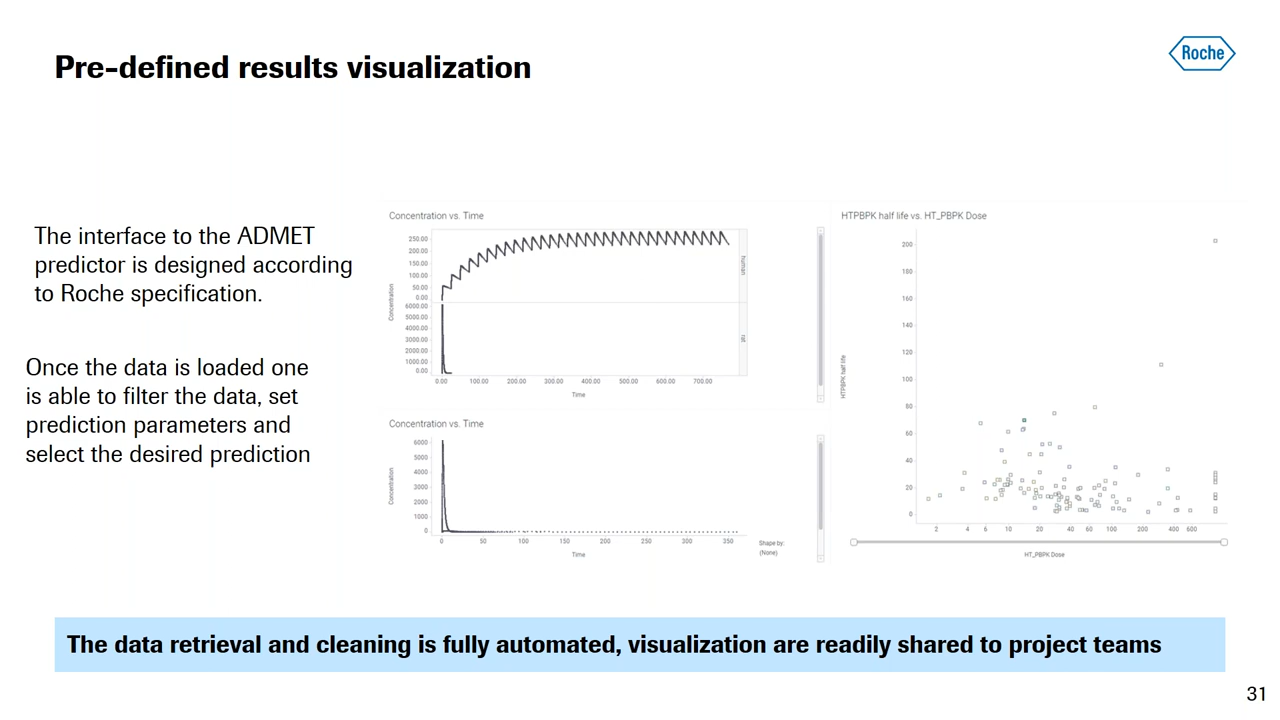 Pre-defined results visualization
Roche
The interface to the ADMET
predictor is designed according
to Roche specification.
Once the data is loaded one
is able to filter the data, set
prediction parameters and
select the desired prediction
Concentration vs. Time
Concentration
250.00
200.00
150.00
100.00
50.00
0.00
human
6000.00
5000.00
4000.00
3000.00
2000.00
1000.00
0.00
rat
0.00 100.00 200.00 300.00 400.00 500.00 600.00 700.00
Time
Concentration vs. Time
Concentration
6000
5000
4000
3000
2000
1000
0
0 50 100 150 200 250 300 350
Time
Shape by:
(None)
HTPBPK half life vs. HT_PBPK Dose
HTPBPK half life
200
180
160
140
120
100
80
60
40
20
0
2 4 6 10 20 40 60 100 200 400 600
HT_PBPK Dose
The data retrieval and cleaning is fully automated, visualization are readily shared to project teams
31